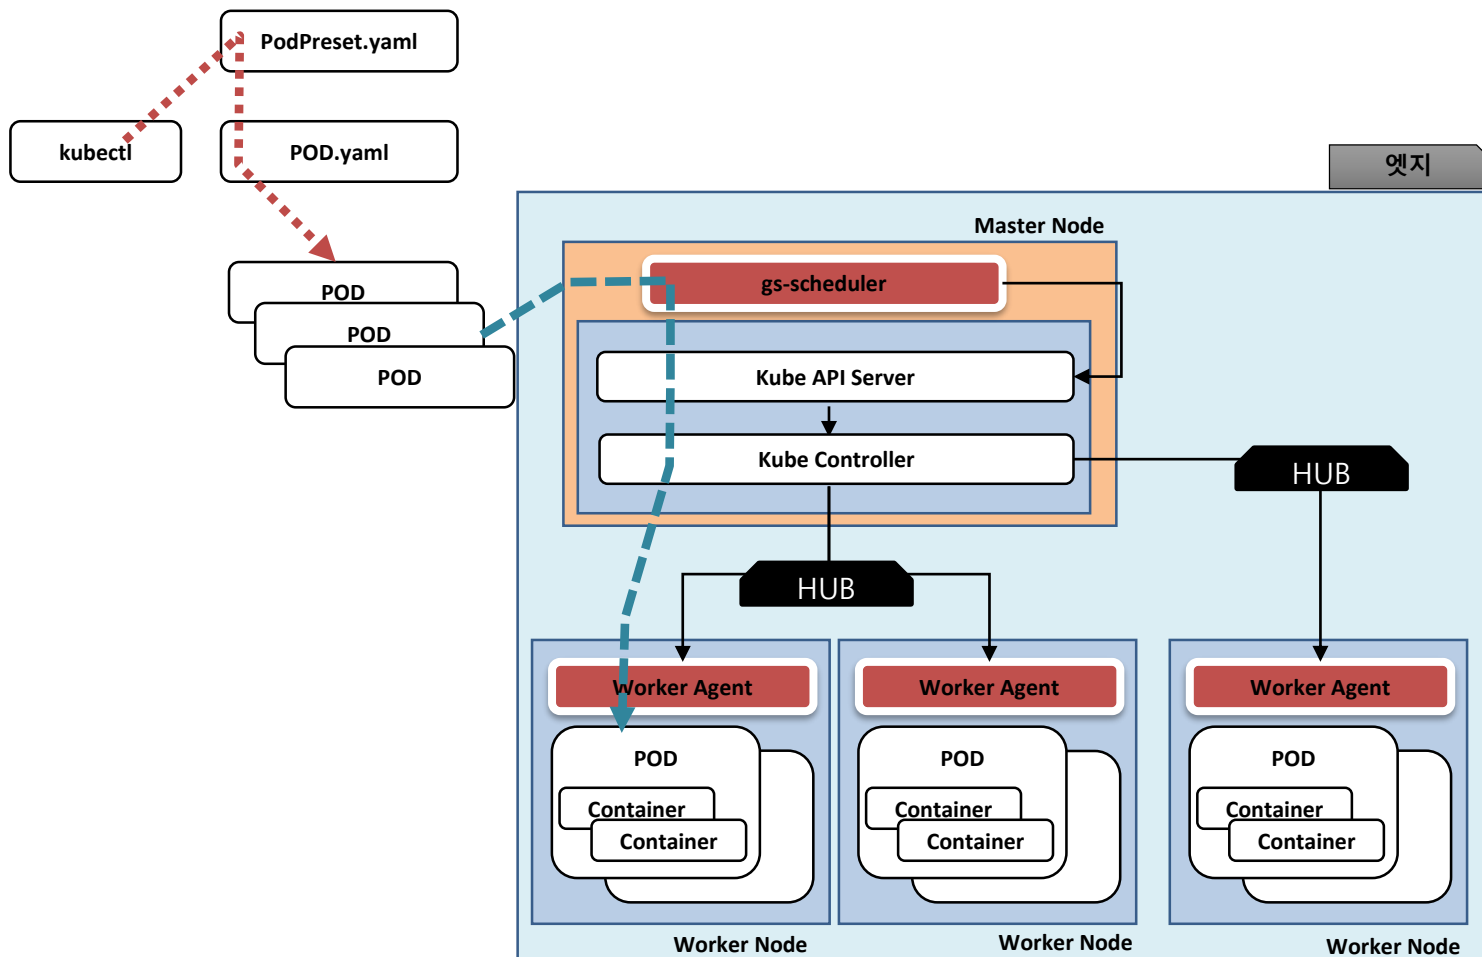 PodPreset.yaml
kubectl
POD.yaml
엣지
Master Node
POD
POD
POD
gs-scheduler
Kube API Server
Kube Controller
HUB
HUB
Worker Agent
Worker Agent
Worker Agent
POD
POD
POD
Container
Container
Container
Container
Container
Container
Worker Node
Worker Node
Worker Node